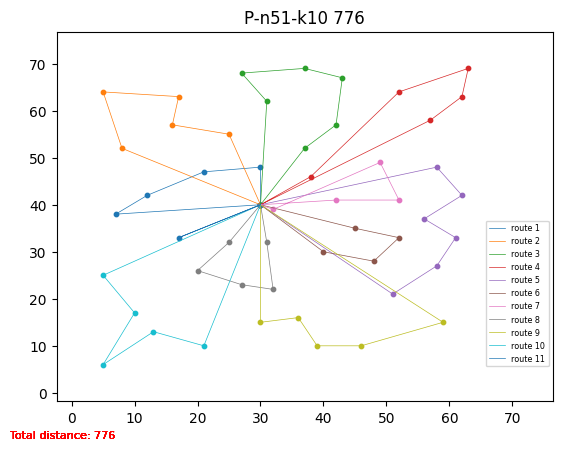 P-n51-k10 776
70
60
50
40
30
20
10
0
route 1
route 2
route 3
route 4
route 5
route 6
route 7
route 8
route 9
route 10
route 11
0 10 20 30 40 50 60 70
Total distance: 776